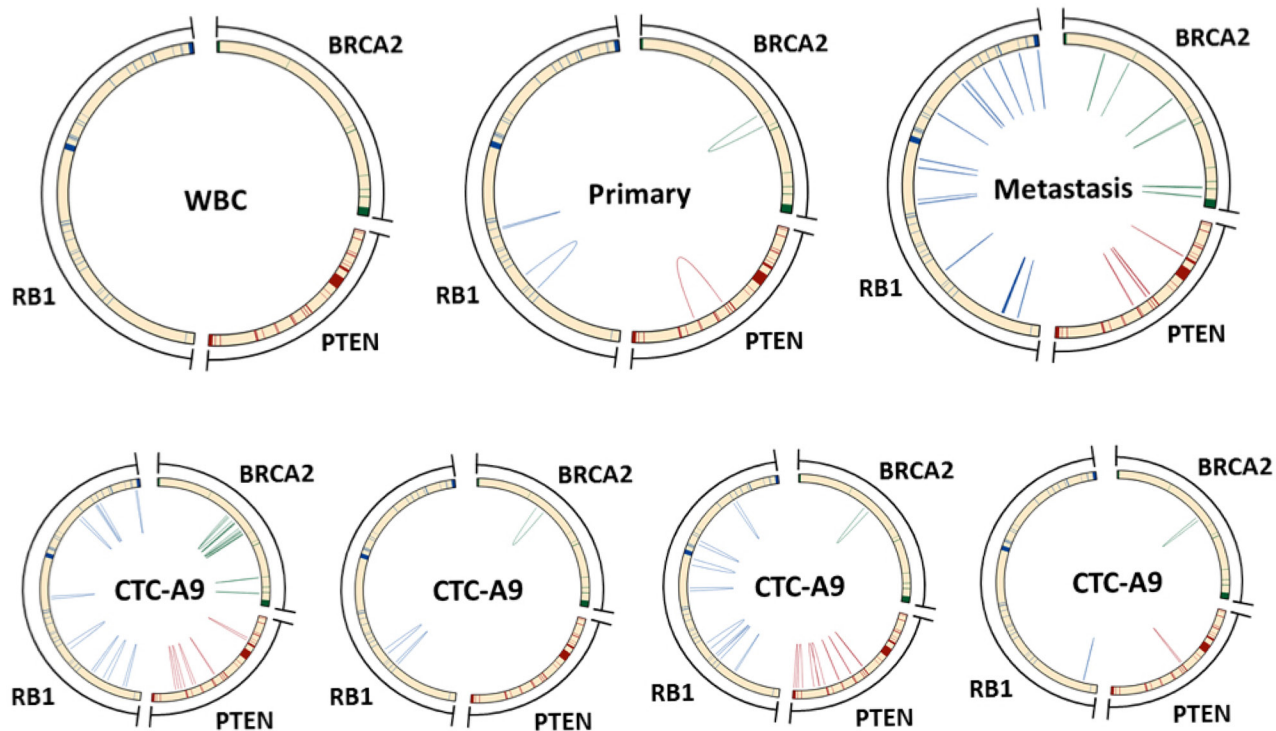 BRCA2
WBC
RB1
PTEN
BRCA2
Primary
RB1
PTEN
BRCA2
Metastasis
RB1
PTEN
BRCA2
CTC-A9
RB1
PTEN
BRCA2
CTC-A9
RB1
PTEN
BRCA2
CTC-A9
RB1
PTEN
BRCA2
CTC-A9
RB1
PTEN